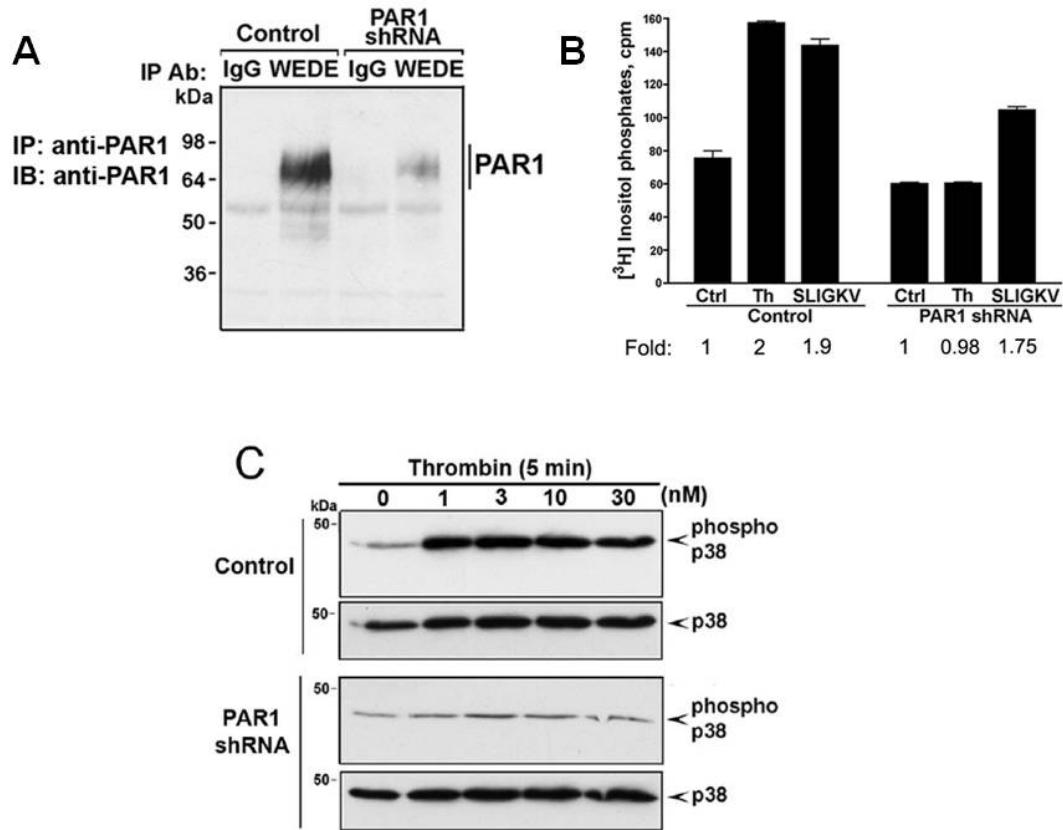 A
Control
PAR1
shRNA
IP Ab: IgG WEDE IgG WEDE
kDa
98-
64-
50-
36-
IP: anti-PAR1
IB: anti-PAR1
PAR1
B
[³H] Inositol phosphates, cpm
160
140
120
100
80
60
40
20
0
Ctrl Th SLIGKV Ctrl Th SLIGKV
Control PAR1 shRNA
Fold: 1 2 1.9 1 0.98 1.75
C
Thrombin (5 min)
0 1 3 10 30 (nM)
kDa
50-
phospho
p38
Control
50-
p38
50-
phospho
p38
PAR1
shRNA
50-
p38